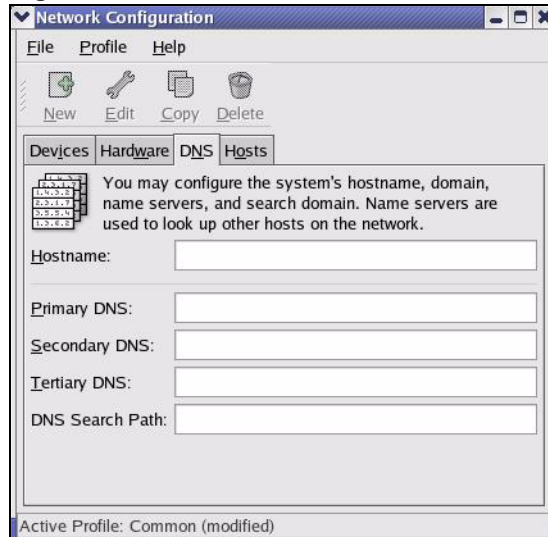 Network Configuration
File Profile Help
New Edit Copy Delete
Devices Hardware DNS Hosts
You may configure the system's hostname, domain,
name servers, and search domain. Name servers are
used to look up other hosts on the network.
Hostname:
Primary DNS:
Secondary DNS:
Tertiary DNS:
DNS Search Path:
Active Profile: Common (modified)